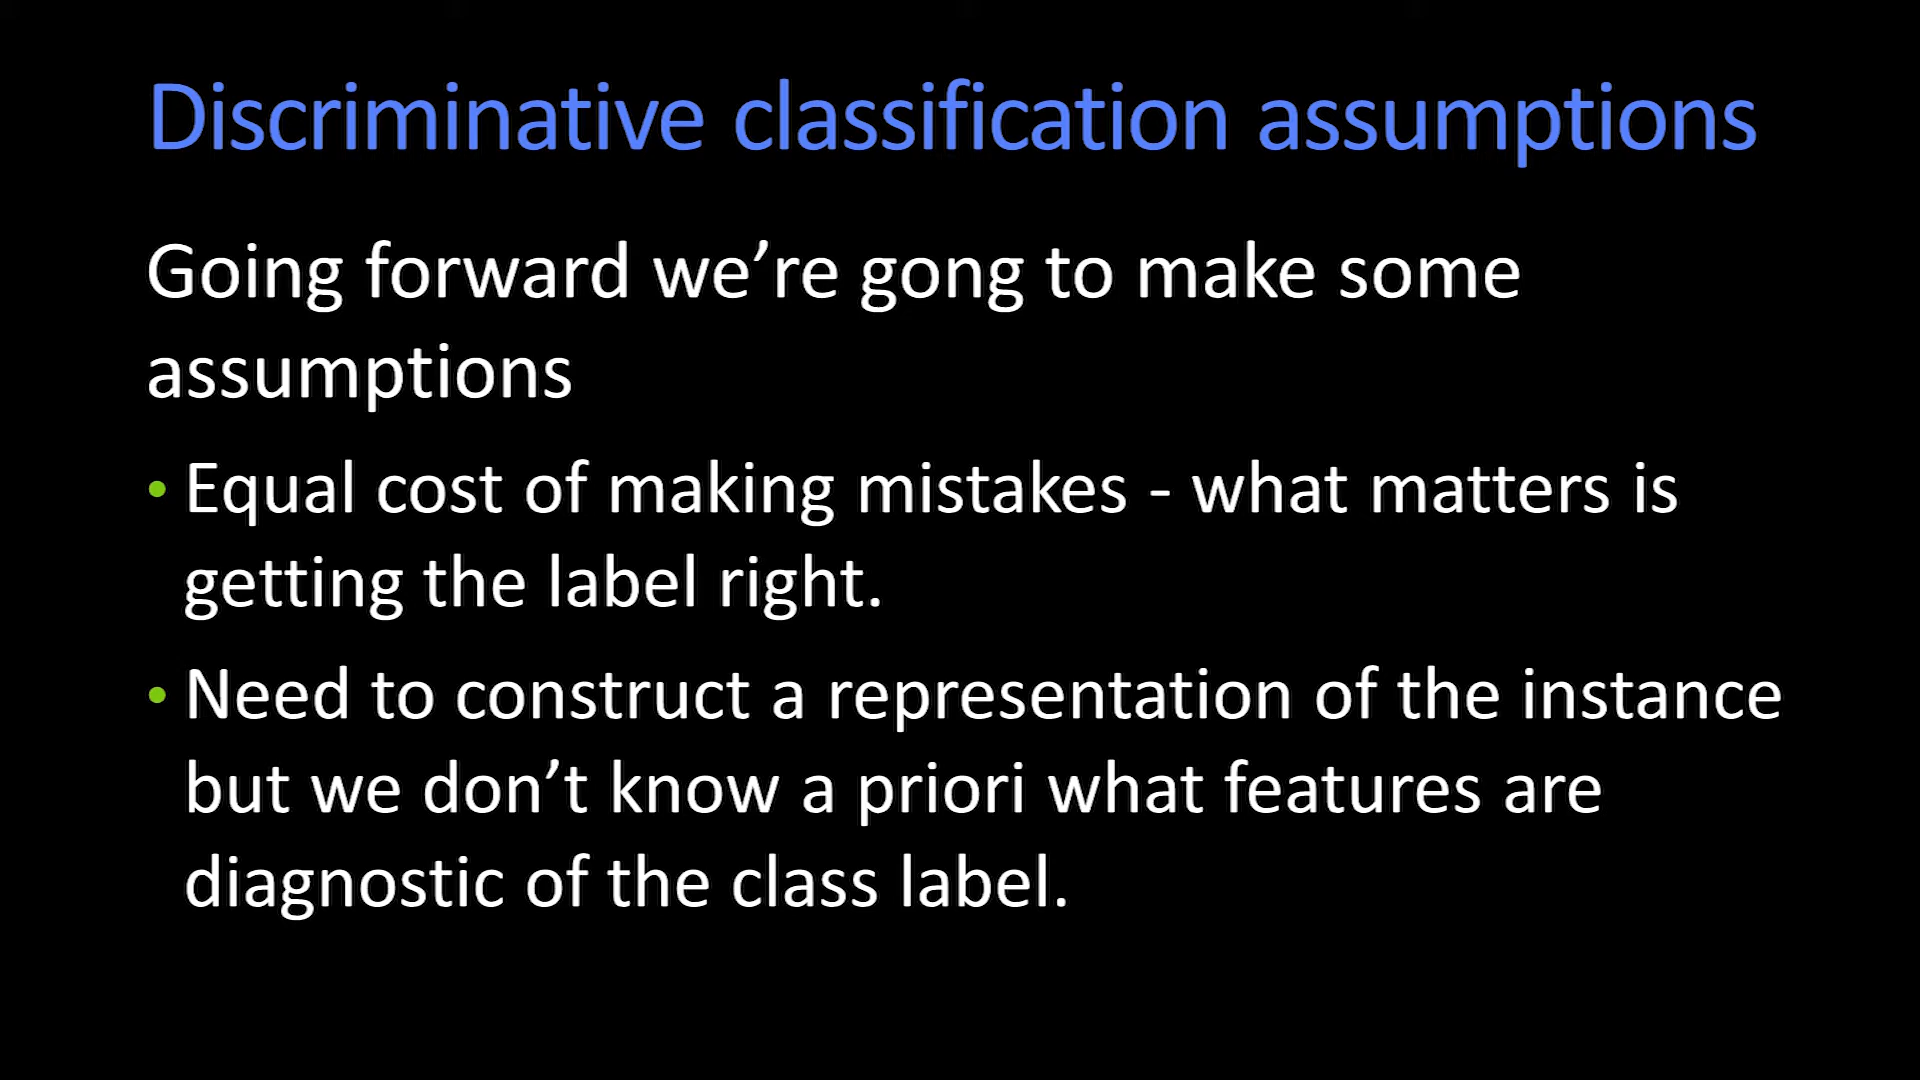 Discriminative classification assumptions
Going forward we’re gong to make some
assumptions
• Equal cost of making mistakes - what matters is
getting the label right.
• Need to construct a representation of the instance
but we don’t know a priori what features are
diagnostic of the class label.